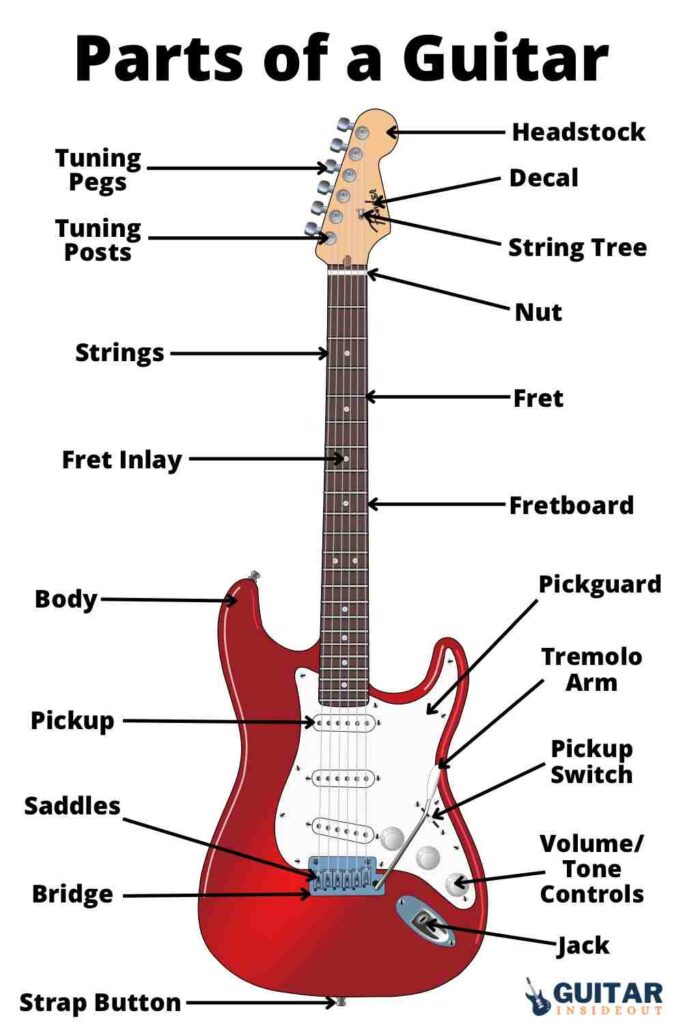 Parts of a Guitar
Headstock
Tuning
Pegs
Decal
Tuning
Posts
Fender
String Tree
Nut
Strings
Fret
Fret Inlay
Fretboard
Pickguard
Body
Tremolo
Arm
Pickup
Pickup
Switch
Saddles
Volume/
Tone
Controls
Bridge
Jack
Strap Button
GUITAR
INSIDEOUT